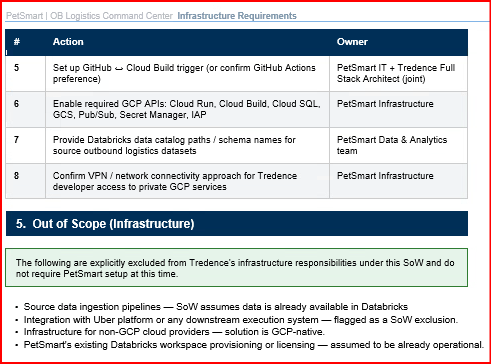 PetSmart | OB Logistics Command Center Infrastructure Requirements
# Action Owner
5 Set up GitHub ↔ Cloud Build trigger (or confirm GitHub Actions PetSmart IT + Tredence Full
preference) Stack Architect (joint)
6 Enable required GCP APIs: Cloud Run, Cloud Build, Cloud SQL, PetSmart Infrastructure
GCS, Pub/Sub, Secret Manager, IAP
7 Provide Databricks data catalog paths / schema names for PetSmart Data & Analytics
source outbound logistics datasets team
8 Confirm VPN / network connectivity approach for Tredence PetSmart Infrastructure
developer access to private GCP services
5. Out of Scope (Infrastructure)
The following are explicitly excluded from Tredence's infrastructure responsibilities under this SoW and do
not require PetSmart setup at this time.
• Source data ingestion pipelines — SoW assumes data is already available in Databricks
• Integration with Uber platform or any downstream execution system — flagged as a SoW exclusion.
• Infrastructure for non-GCP cloud providers — solution is GCP-native.
• PetSmart's existing Databricks workspace provisioning or licensing — assumed to be already operational.